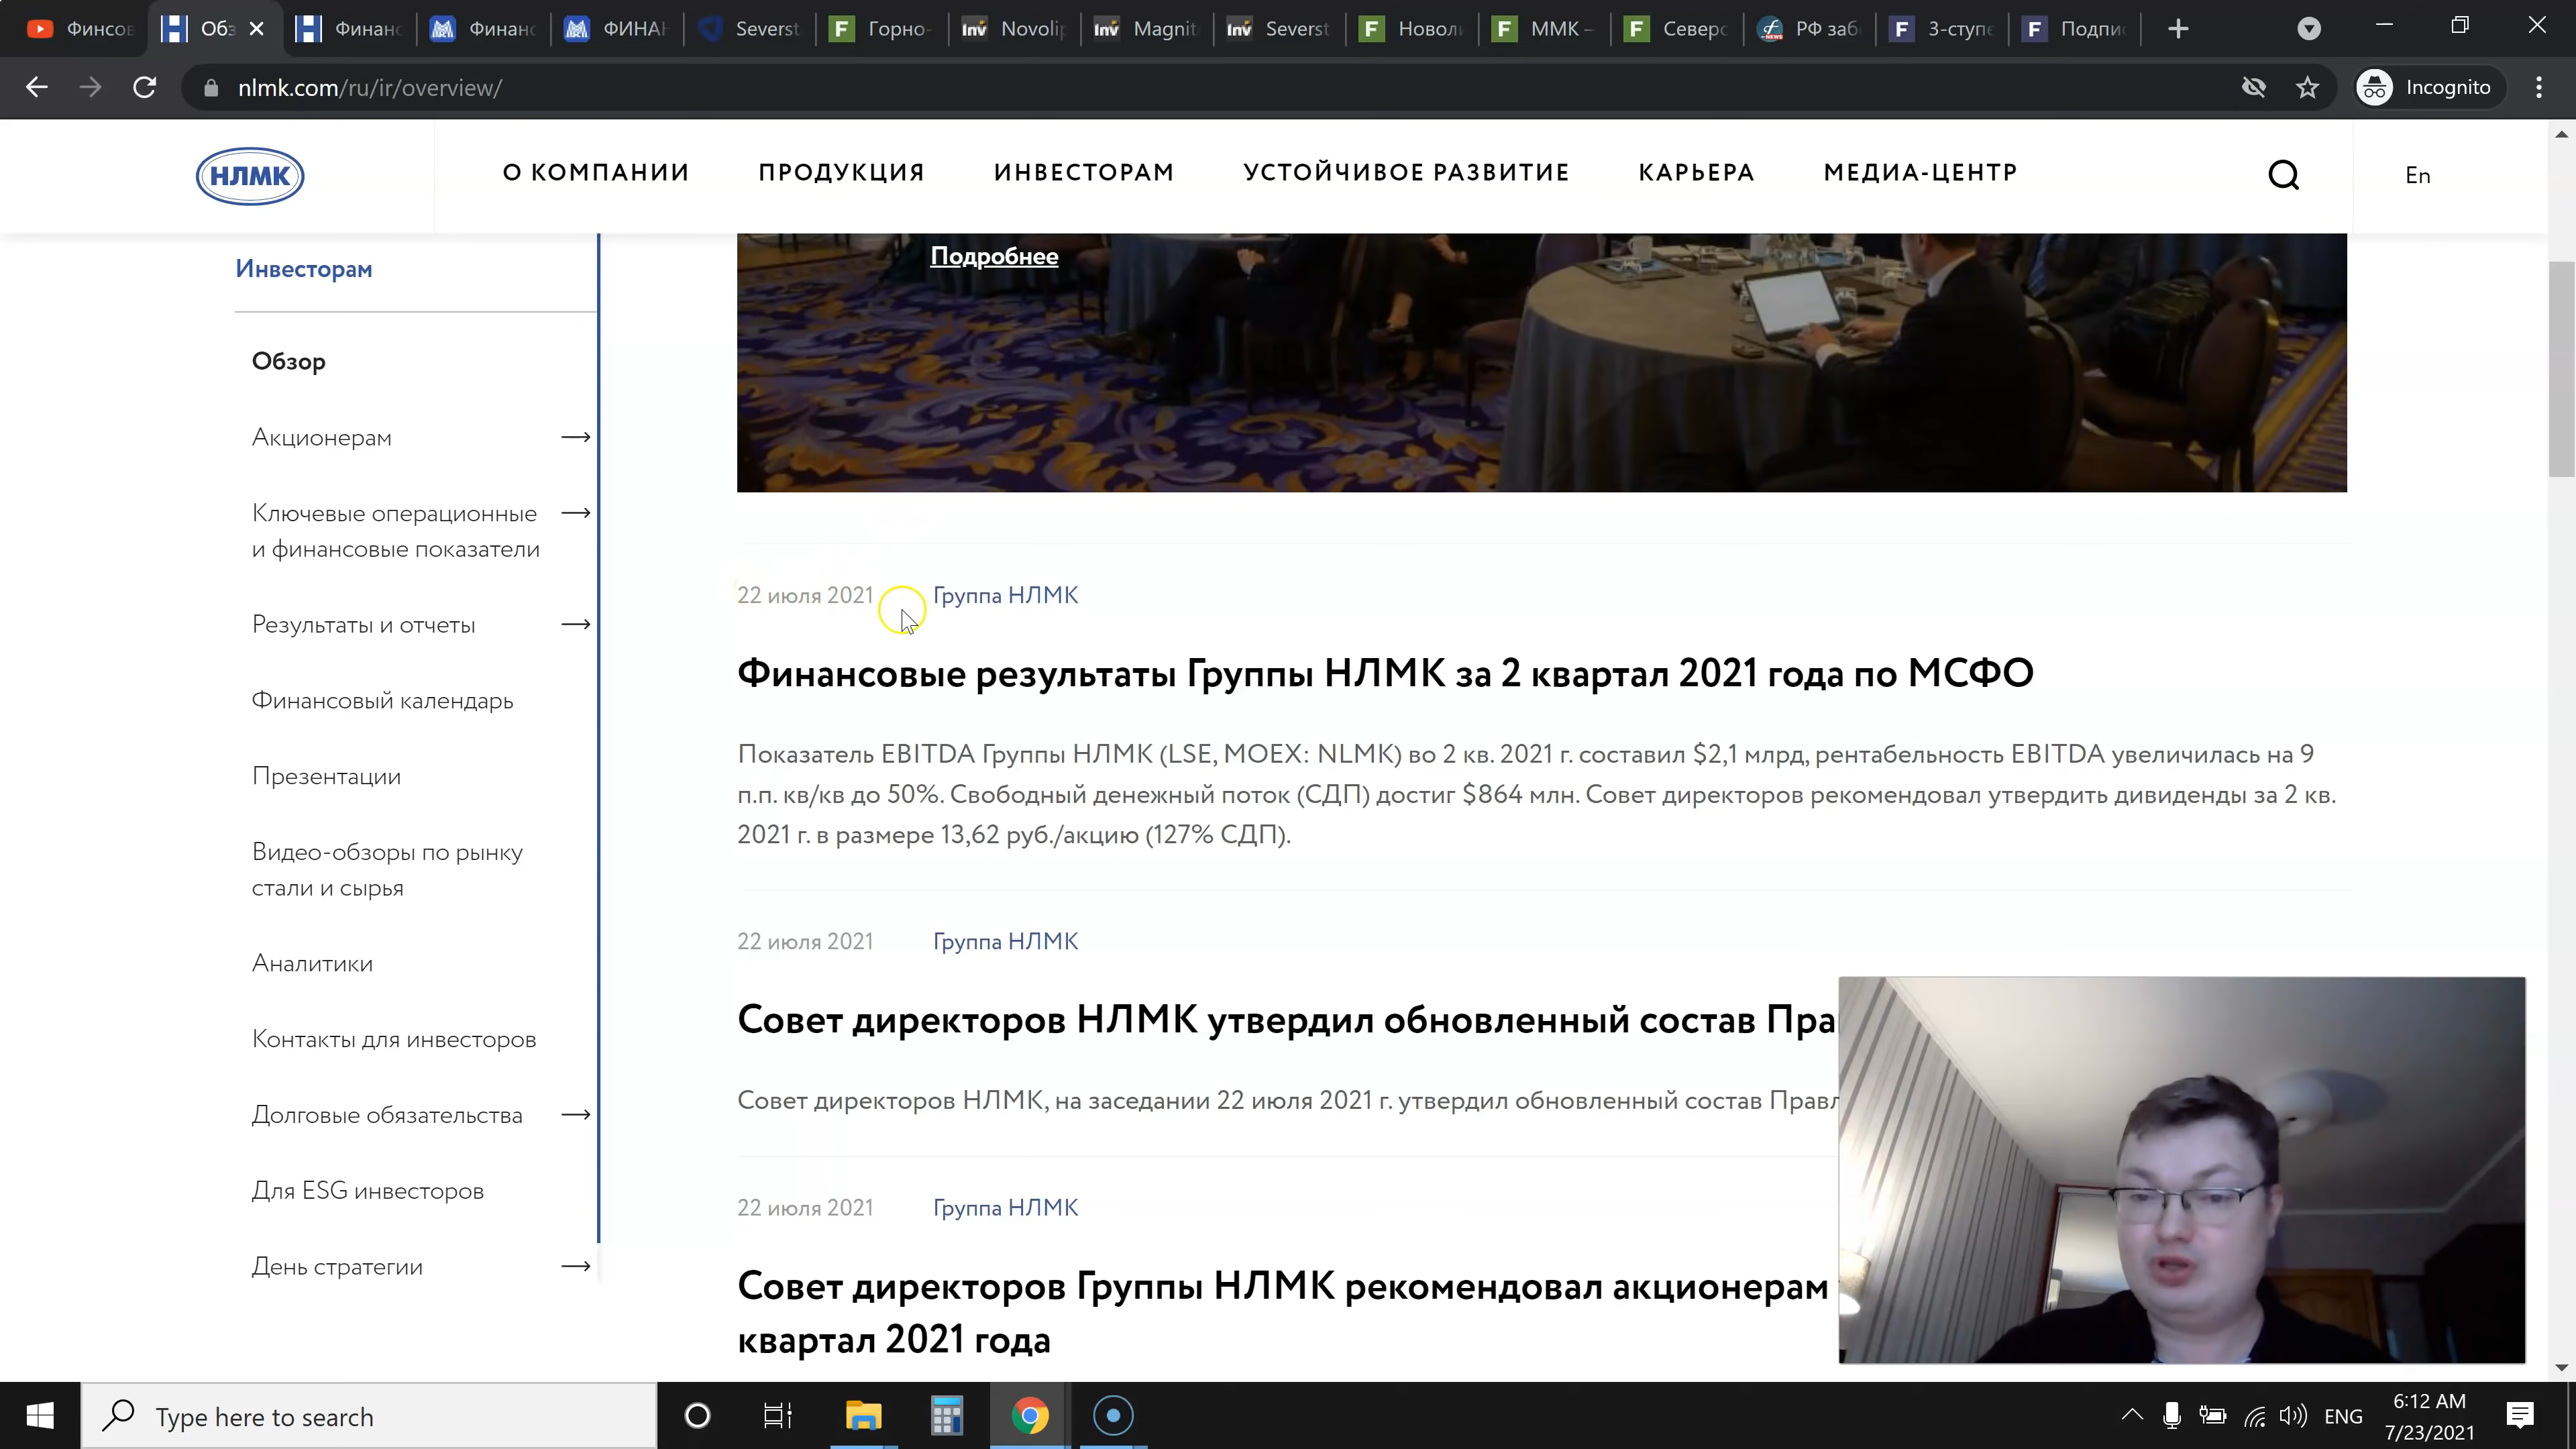 Финсов
Обз
Финанс
Финанс
ФИНАН
Severst
Горно-
Novolip
Magnit
Severst
Новоли
ММК –
Северс
РФ заб
3-ступе
Подпис
nlmk.com/ru/ir/overview/
Incognito
НЛМК
О КОМПАНИИ
ПРОДУКЦИЯ
ИНВЕСТОРАМ
УСТОЙЧИВОЕ РАЗВИТИЕ
КАРЬЕРА
МЕДИА-ЦЕНТР
En
Инвесторам
Обзор
Акционерам
Ключевые операционные
и финансовые показатели
Результаты и отчеты
Финансовый календарь
Презентации
Видео-обзоры по рынку
стали и сырья
Аналитики
Контакты для инвесторов
Долговые обязательства
Для ESG инвесторов
День стратегии
Подробнее
22 июля 2021 Группа НЛМК
Финансовые результаты Группы НЛМК за 2 квартал 2021 года по МСФО
Показатель EBITDA Группы НЛМК (LSE, MOEX: NLMK) во 2 кв. 2021 г. составил $2,1 млрд, рентабельность EBITDA увеличилась на 9
п.п. кв/кв до 50%. Свободный денежный поток (СДП) достиг $864 млн. Совет директоров рекомендовал утвердить дивиденды за 2 кв.
2021 г. в размере 13,62 руб./акцию (127% СДП).
22 июля 2021 Группа НЛМК
Совет директоров НЛМК утвердил обновленный состав Пра
Совет директоров НЛМК, на заседании 22 июля 2021 г. утвердил обновленный состав Правл
22 июля 2021 Группа НЛМК
Совет директоров Группы НЛМК рекомендовал акционерам
квартал 2021 года
Type here to search
ENG
6:12 AM
7/23/2021